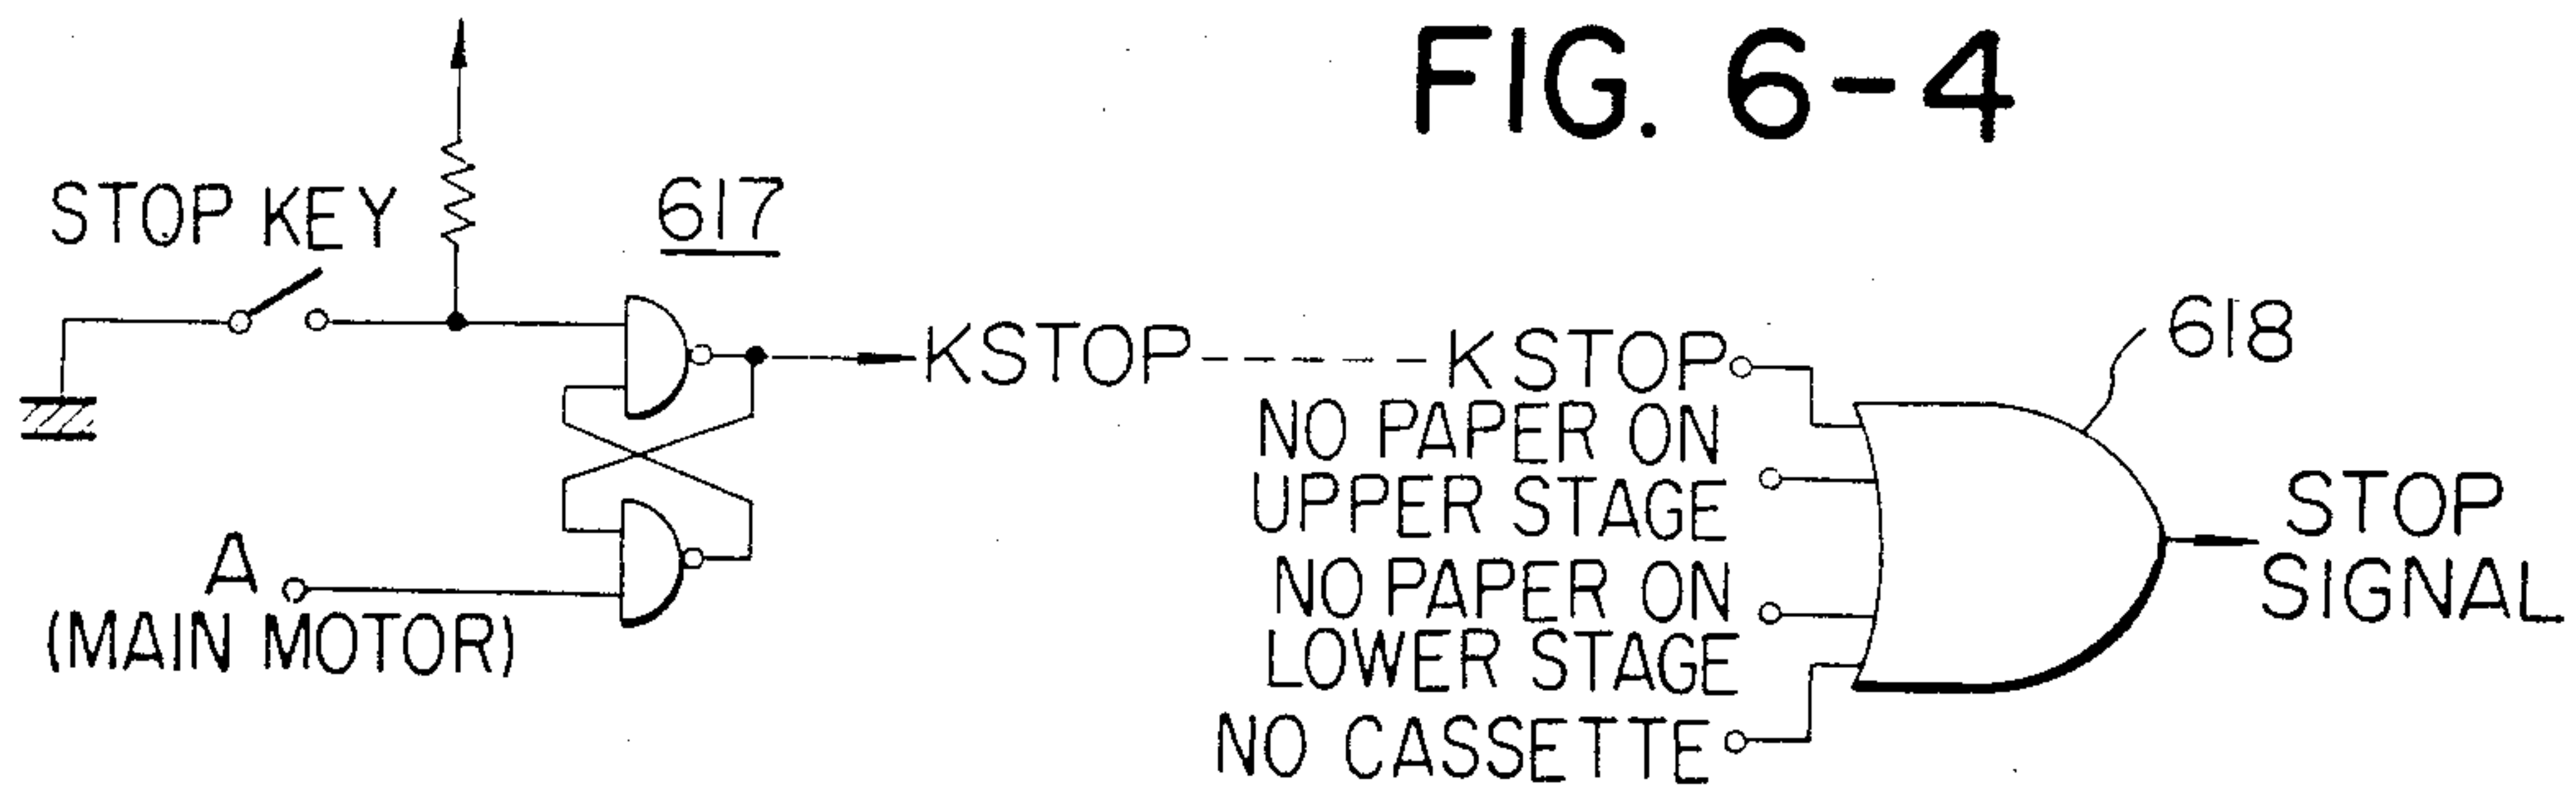 FIG. 6-4
STOP KEY
617
KSTOP
A
(MAIN MOTOR)
KSTOP
NO PAPER ON
UPPER STAGE
NO PAPER ON
LOWER STAGE
NO CASSETTE
618
STOP
SIGNAL